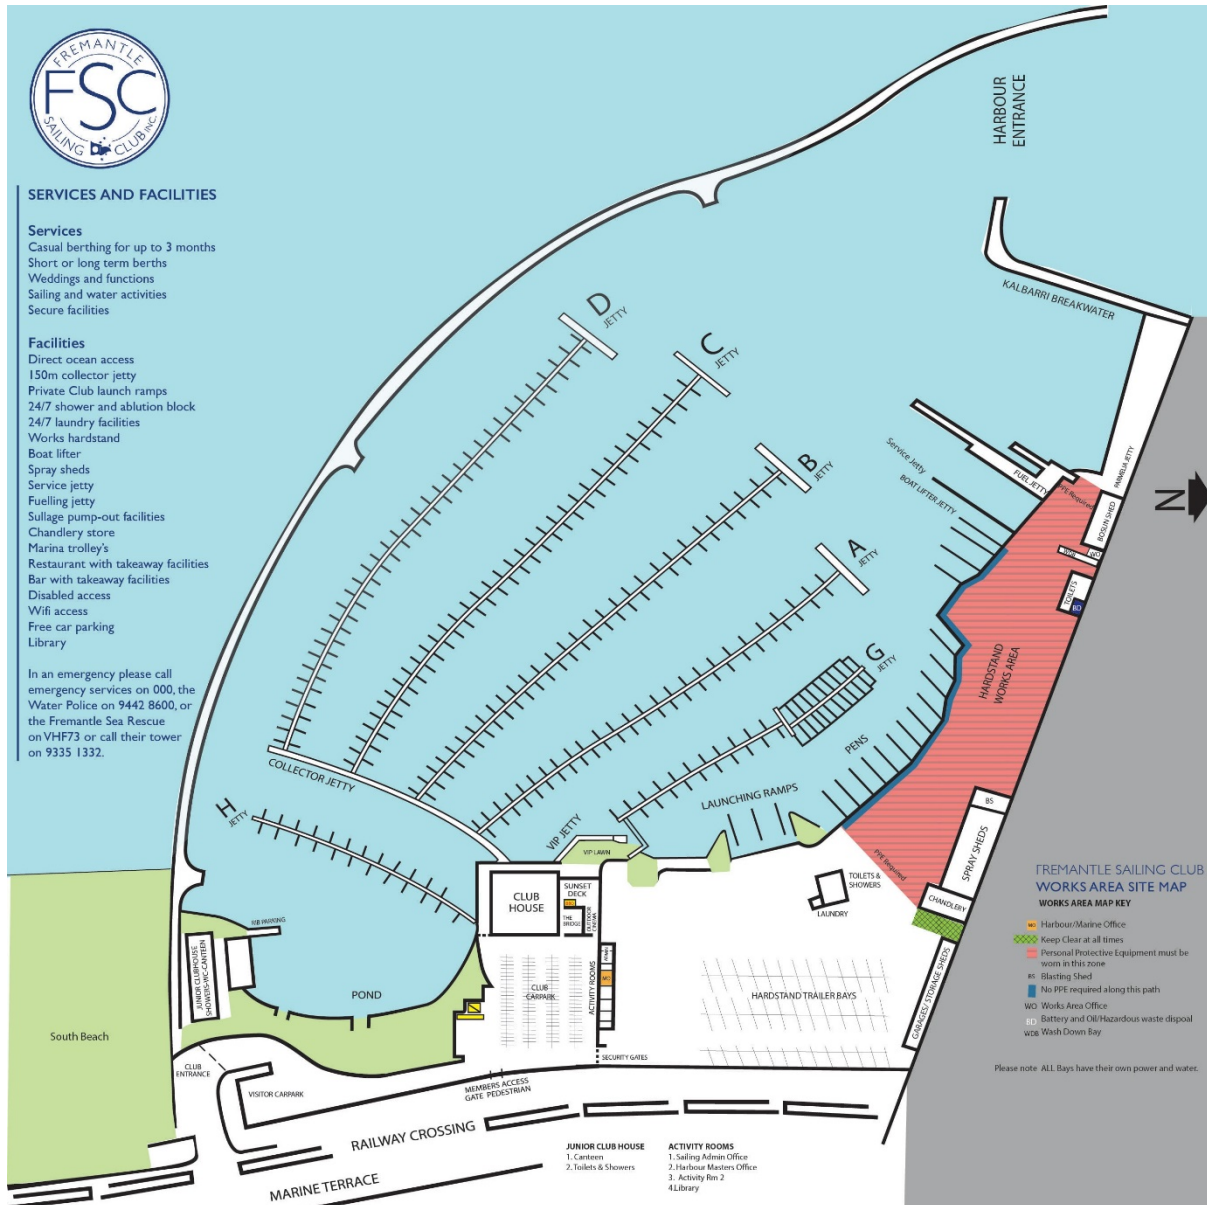 FREMANTLE
FSC
SAILING CLUB INC.
SERVICES AND FACILITIES
Services
Casual berthing for up to 3 months
Short or long term berths
Weddings and functions
Sailing and water activities
Secure facilities
Facilities
Direct ocean access
150m collector jetty
Private Club launch ramps
24/7 shower and ablution block
24/7 laundry facilities
Works hardstand
Boat lifter
Spray sheds
Service jetty
Fuelling jetty
Sullage pump-out facilities
Chandlery store
Marina trolley's
Restaurant with takeaway facilities
Bar with takeaway facilities
Disabled access
Wifi access
Free car parking
Library
In an emergency please call
emergency services on 000, the
Water Police on 9442 8600, or
the Fremantle Sea Rescue
on VHF73 or call their tower
on 9335 1332.
HARBOUR
ENTRANCE
KALBARRI BREAKWATER
D
JETTY
C
JETTY
B
JETTY
A
JETTY
G
JETTY
H
JETTY
Service Jetty
BOAT LIFTER JETTY
FUEL JETTY
PPE Required
PARMELIA JETTY
BOSUN SHED
WDB
WO
TOILETS
BD
N
HARDSTAND
WORKS AREA
PENS
LAUNCHING RAMPS
COLLECTOR JETTY
VIP JETTY
VIP LAWN
PPE Required
BS
SPRAY SHEDS
CHANDLERY
GARAGES/ STORAGE SHEDS
TOILETS &
SHOWERS
LAUNDRY
CLUB
HOUSE
SUNSET
DECK
THE
BRIDGE
OUTDOOR
CINEMA
ADMIN
MO
ACTIVITY ROOMS
CLUB
CARPARK
HARDSTAND TRAILER BAYS
SECURITY GATES
MB PARKING
JUNIOR CLUBHOUSE
SHOWERS-WC-CANTEEN
POND
South Beach
CLUB
ENTRANCE
VISITOR CARPARK
MEMBERS ACCESS
GATE PEDESTRIAN
RAILWAY CROSSING
MARINE TERRACE
JUNIOR CLUB HOUSE
1. Canteen
2. Toilets & Showers
ACTIVITY ROOMS
1. Sailing Admin Office
2. Harbour Masters Office
3. Activity Rm 2
4.Library
FREMANTLE SAILING CLUB
WORKS AREA SITE MAP
WORKS AREA MAP KEY
MO Harbour/Marine Office
Keep Clear at all times
Personal Protective Equipment must be
worn in this zone
BS Blasting Shed
No PPE required along this path
WO Works Area Office
BD Battery and Oil/Hazardous waste dispoal
WDB Wash Down Bay
Please note ALL Bays have their own power and water.